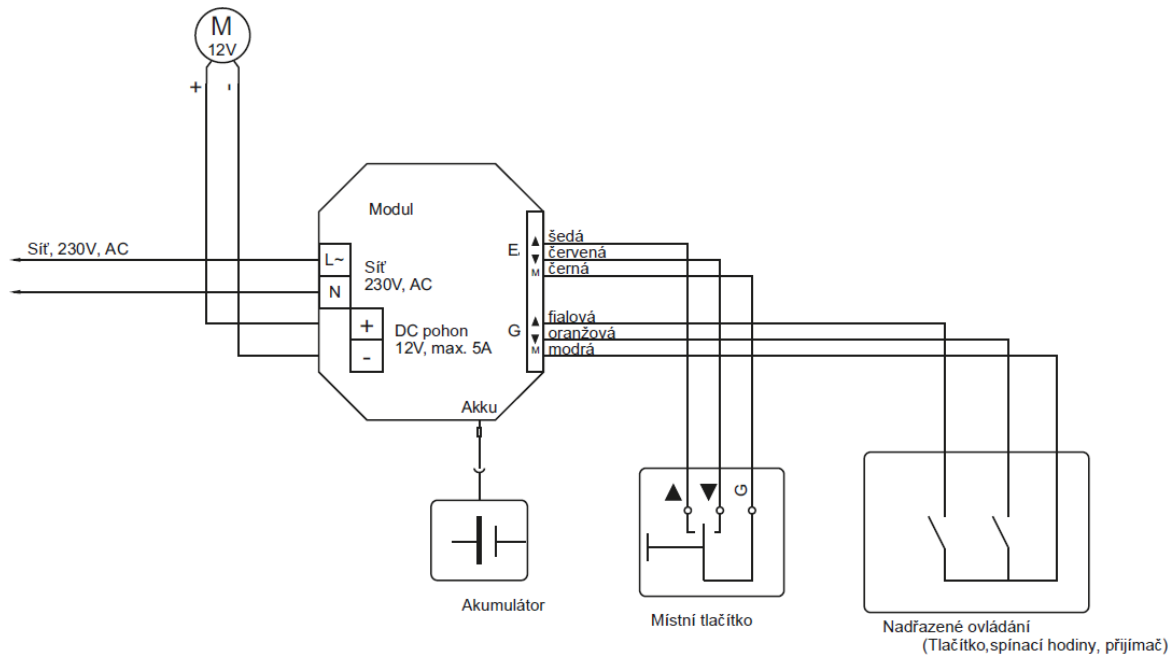 M
12V
+ -
Modul
Síť, 230V, AC
L~
N
Síť
230V, AC
+
-
DC pohon
12V, max. 5A
E
▲ šedá
▼ červená
M černá
G
▲ fialová
▼ oranžová
M modrá
Akku
▲ ▼ G
Akumulátor
Místní tlačítko
Nadřazené ovládání
(Tlačítko,spínací hodiny, přijímač)